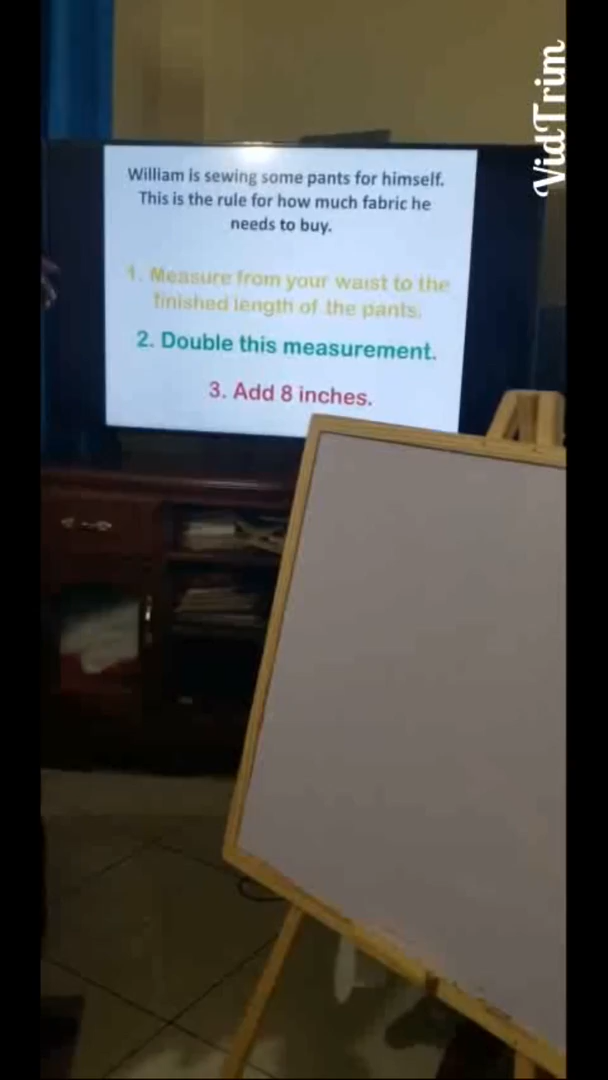 William is sewing some pants for himself.
This is the rule for how much fabric he
needs to buy.
1. Measure from your waist to the
finished length of the pants.
2. Double this measurement.
3. Add 8 inches.
VidTrim